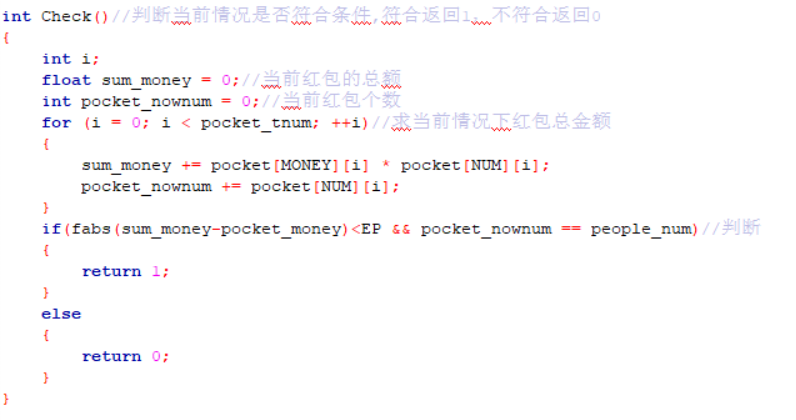 int Check()//判断当前情况是否符合条件,符合返回1，不符合返回0
{
    int i;
    float sum_money = 0;//当前红包的总额
    int pocket_nownum = 0;//当前红包个数
    for (i = 0; i < pocket_tnum; ++i)//求当前情况下红包总金额
    {
        sum_money += pocket[MONEY][i] * pocket[NUM][i];
        pocket_nownum += pocket[NUM][i];
    }
    if(fabs(sum_money-pocket_money)<EP && pocket_nownum == people_num)//判断
    {
        return 1;
    }
    else
    {
        return 0;
    }
}